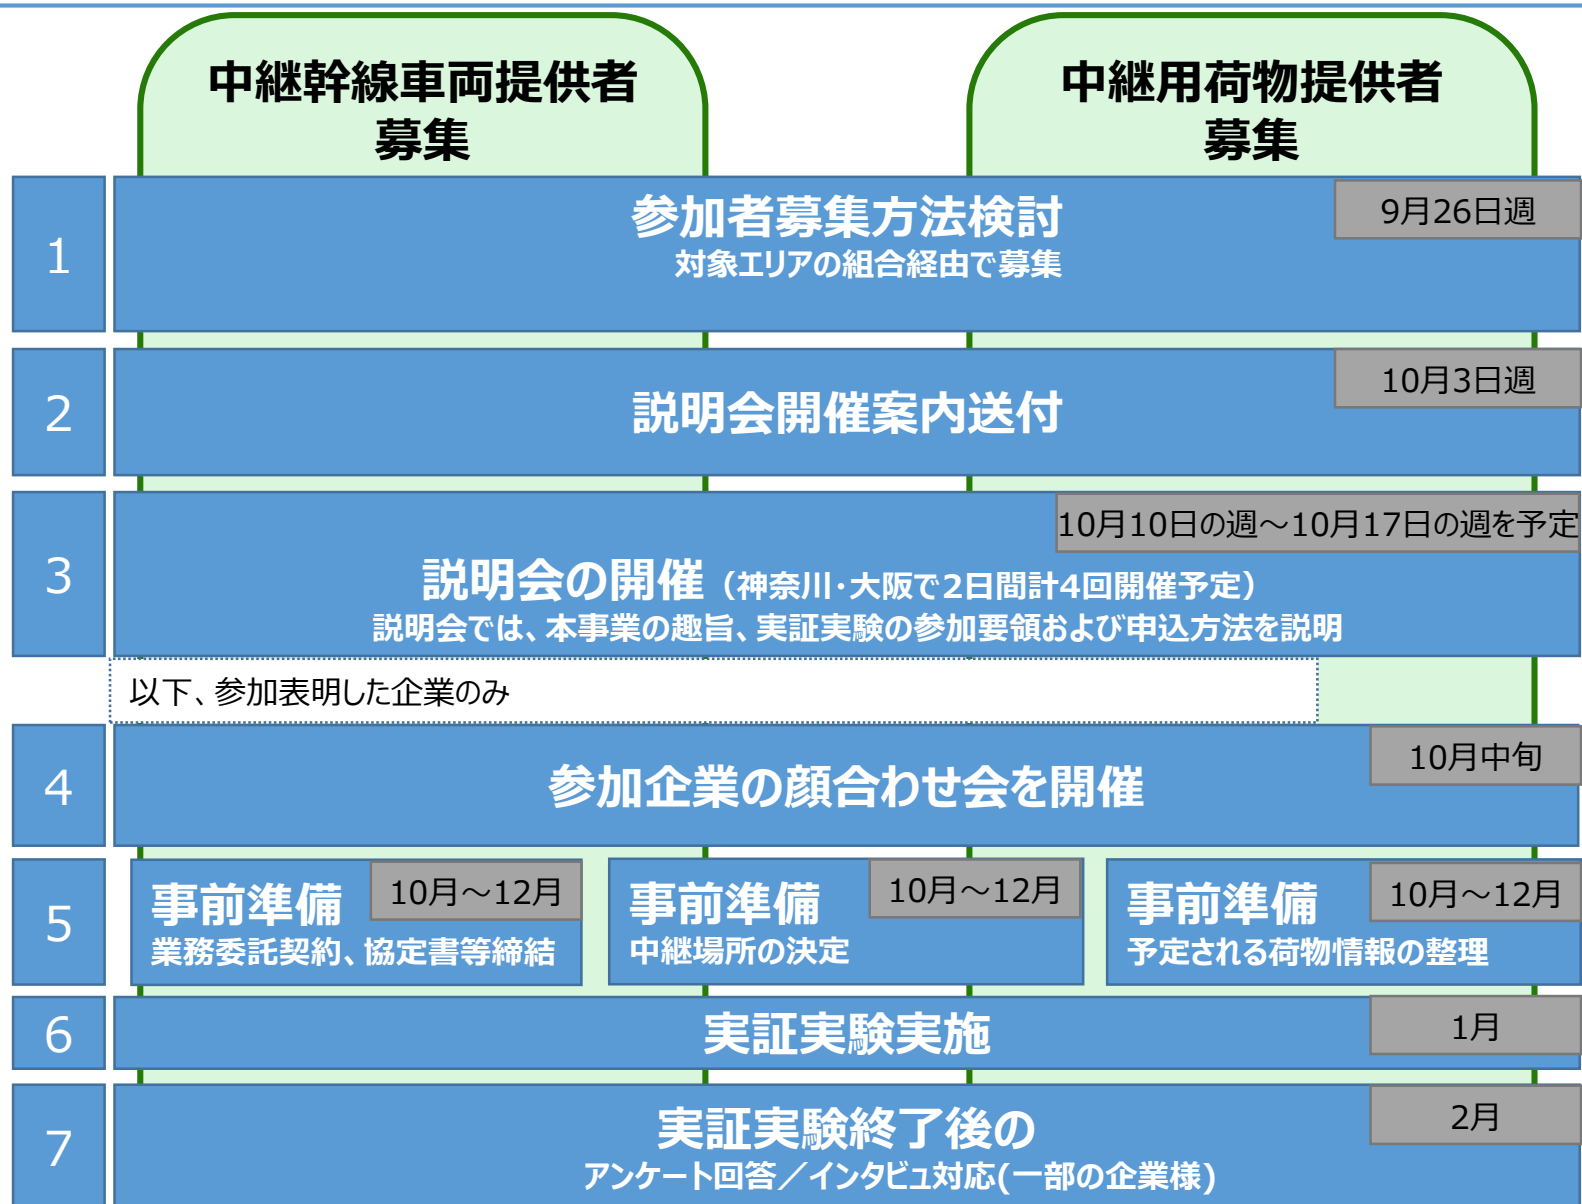 中継幹線車両提供者
募集
中継用荷物提供者
募集
1
参加者募集方法検討
9月26日週
対象エリアの組合経由で募集
2
説明会開催案内送付
10月3日週
3
10月10日の週～10月17日の週を予定
説明会の開催（神奈川・大阪で2日間計4回開催予定）
説明会では、本事業の趣旨、実証実験の参加要領および申込方法を説明
以下、参加表明した企業のみ
4
参加企業の顔合わせ会を開催
10月中旬
5
事前準備
10月～12月
業務委託契約、協定書等締結
事前準備
10月～12月
中継場所の決定
事前準備
10月～12月
予定される荷物情報の整理
6
実証実験実施
1月
7
実証実験終了後の
2月
アンケート回答／インタビュ対応(一部の企業様)